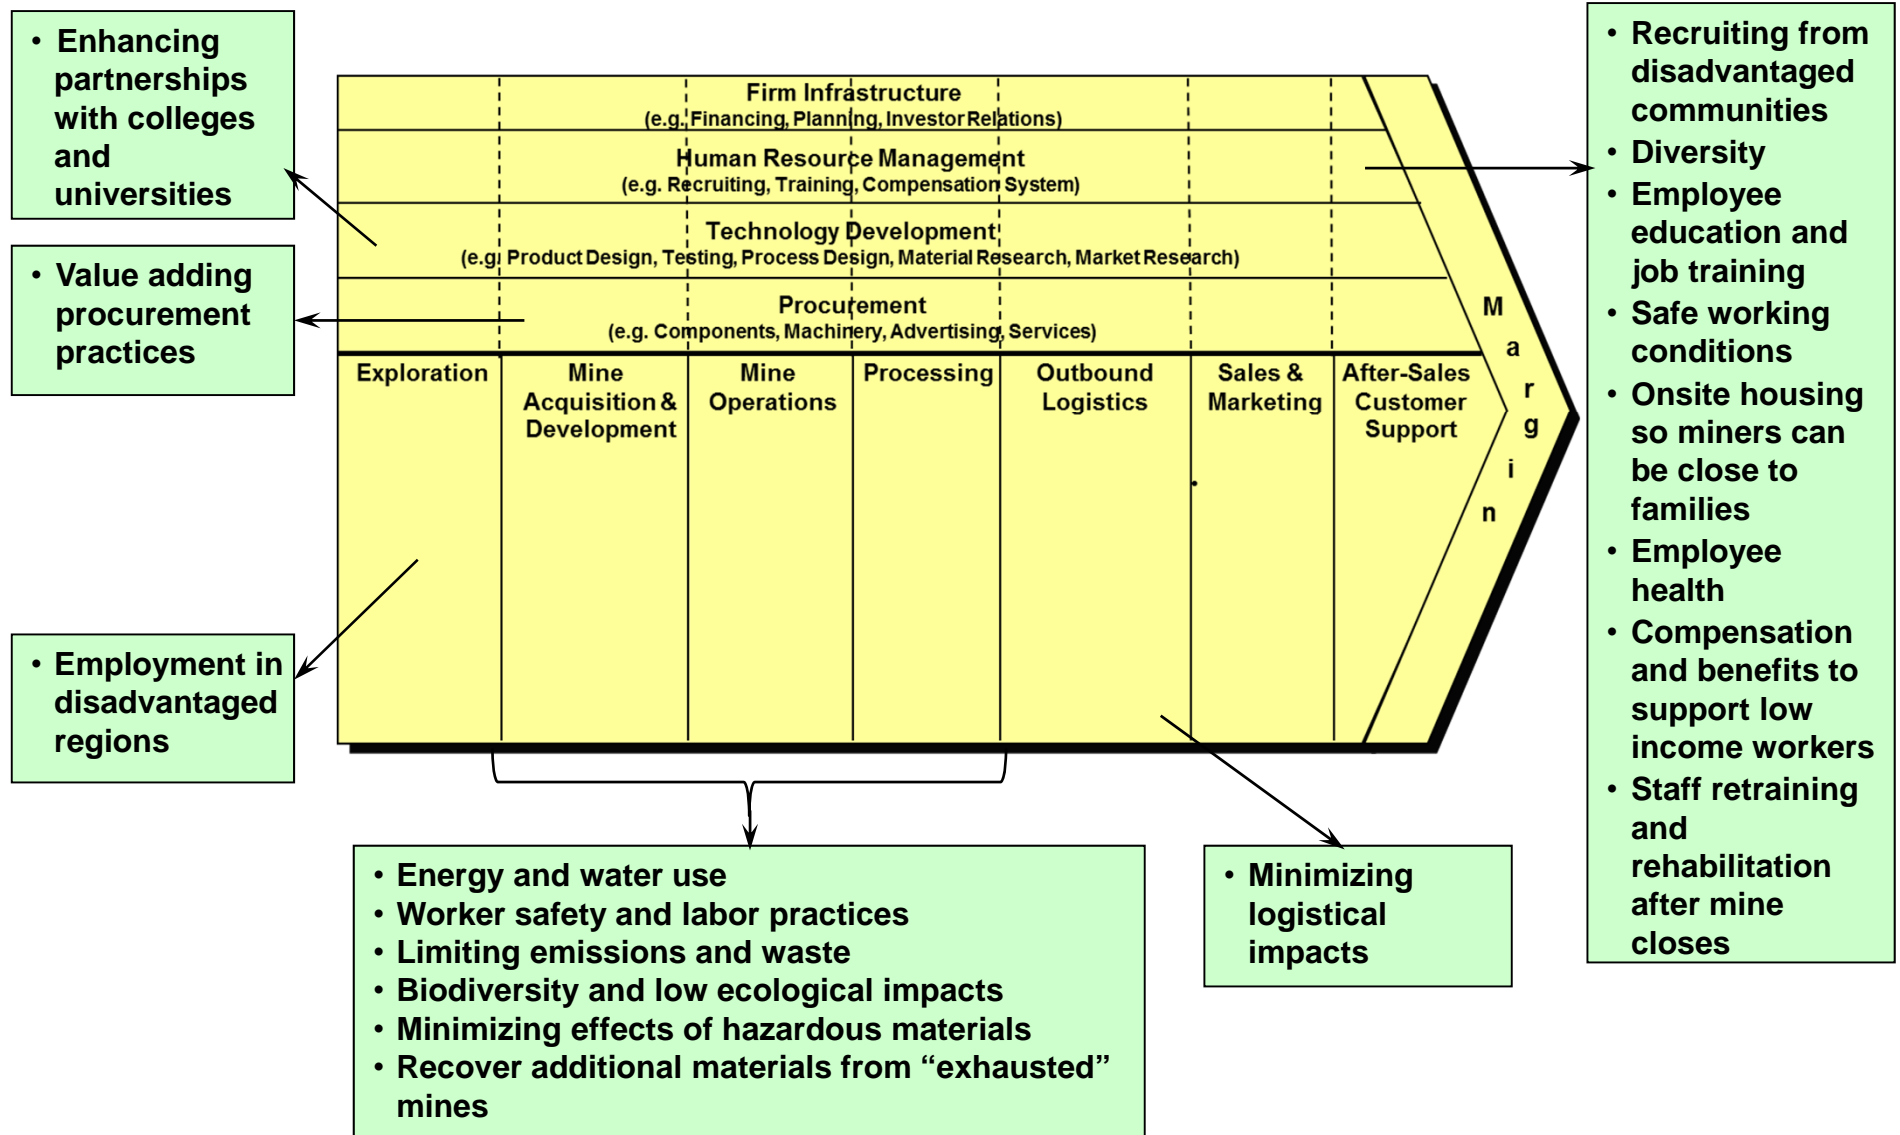 • Enhancing
partnerships
with colleges
and
universities
• Value adding
procurement
practices
• Employment in
disadvantaged
regions
Firm Infrastructure
(e.g. Financing, Planning, Investor Relations)
Human Resource Management
(e.g. Recruiting, Training, Compensation System)
Technology Development
(e.g. Product Design, Testing, Process Design, Material Research, Market Research)
Procurement
(e.g. Components, Machinery, Advertising, Services)
Exploration
Mine
Acquisition &
Development
Mine
Operations
Processing
Outbound
Logistics
Sales &
Marketing
After-Sales
Customer
Support
M
a
r
g
i
n
• Recruiting from
disadvantaged
communities
• Diversity
• Employee
education and
job training
• Safe working
conditions
• Onsite housing
so miners can
be close to
families
• Employee
health
• Compensation
and benefits to
support low
income workers
• Staff retraining
and
rehabilitation
after mine
closes
• Energy and water use
• Worker safety and labor practices
• Limiting emissions and waste
• Biodiversity and low ecological impacts
• Minimizing effects of hazardous materials
• Recover additional materials from “exhausted”
mines
• Minimizing
logistical
impacts